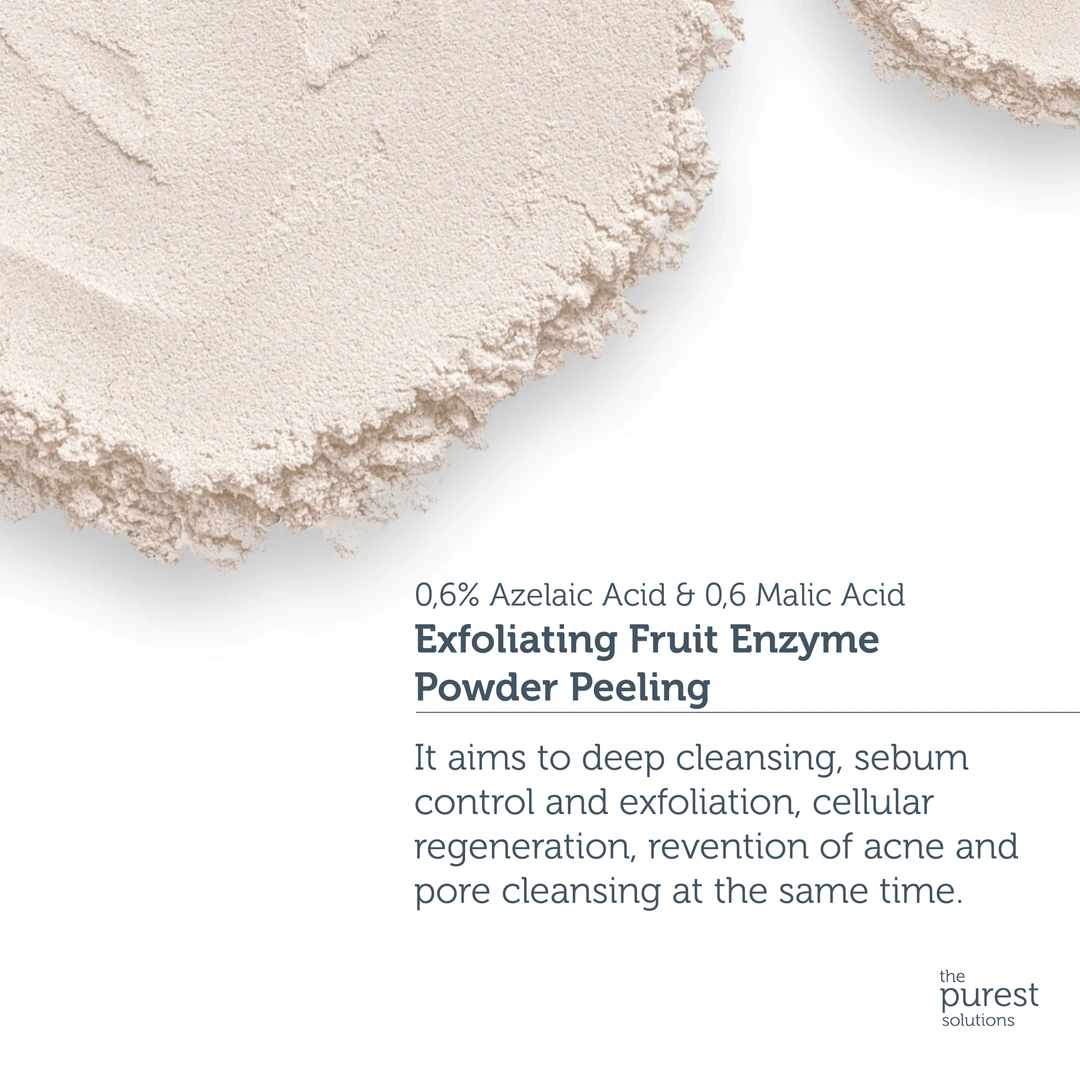 0,6% Azelaic Acid & 0,6 Malic Acid
Exfoliating Fruit Enzyme
Powder Peeling
It aims to deep cleansing, sebum
control and exfoliation, cellular
regeneration, revention of acne and
pore cleansing at the same time.
the
purest
solutions